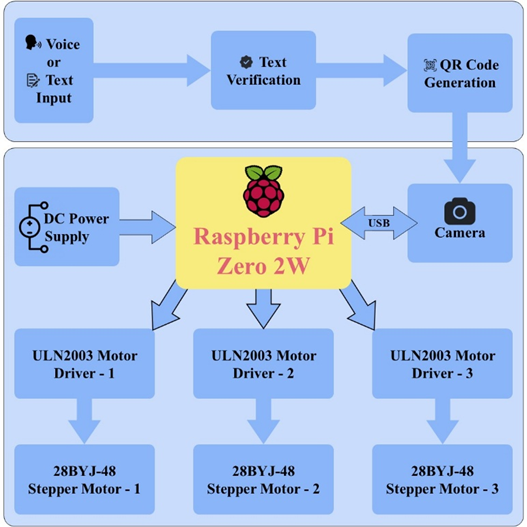 Voice
or
Text
Input
Text
Verification
QR Code
Generation
DC Power
Supply
Raspberry Pi
Zero 2W
USB
Camera
ULN2003 Motor
Driver - 1
ULN2003 Motor
Driver - 2
ULN2003 Motor
Driver - 3
28BYJ-48
Stepper Motor - 1
28BYJ-48
Stepper Motor - 2
28BYJ-48
Stepper Motor - 3